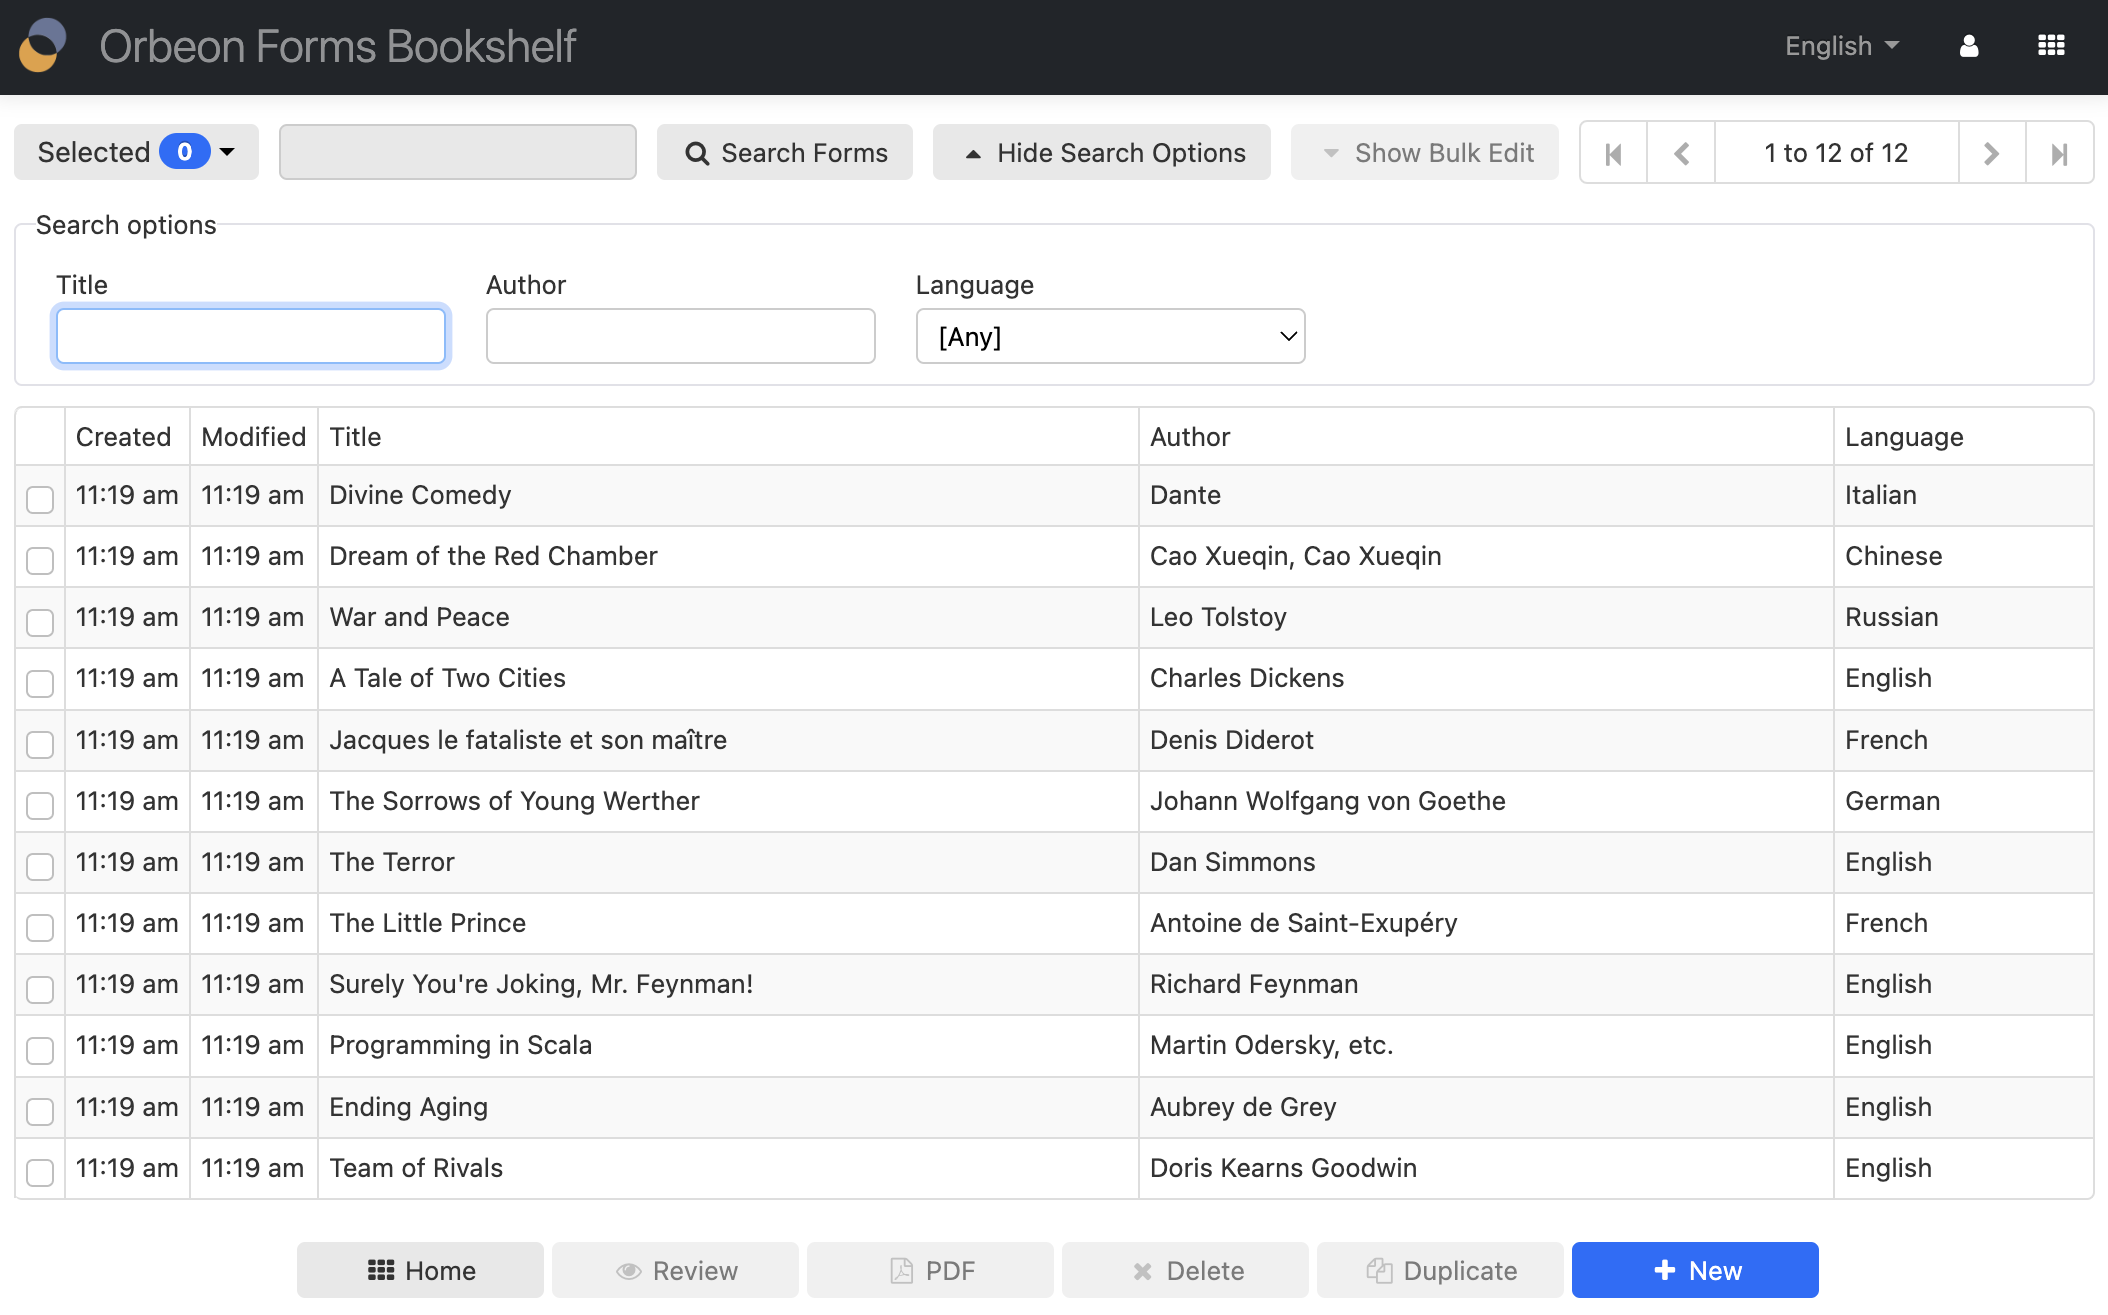 Orbeon Forms Bookshelf English
Selected 0 Search Forms Hide Search Options Show Bulk Edit 1 to 12 of 12
Search options
Title Author Language
[Any]
Created Modified Title Author Language
11:19 am 11:19 am Divine Comedy Dante Italian
11:19 am 11:19 am Dream of the Red Chamber Cao Xueqin, Cao Xueqin Chinese
11:19 am 11:19 am War and Peace Leo Tolstoy Russian
11:19 am 11:19 am A Tale of Two Cities Charles Dickens English
11:19 am 11:19 am Jacques le fataliste et son maître Denis Diderot French
11:19 am 11:19 am The Sorrows of Young Werther Johann Wolfgang von Goethe German
11:19 am 11:19 am The Terror Dan Simmons English
11:19 am 11:19 am The Little Prince Antoine de Saint-Exupéry French
11:19 am 11:19 am Surely You're Joking, Mr. Feynman! Richard Feynman English
11:19 am 11:19 am Programming in Scala Martin Odersky, etc. English
11:19 am 11:19 am Ending Aging Aubrey de Grey English
11:19 am 11:19 am Team of Rivals Doris Kearns Goodwin English
Home Review PDF Delete Duplicate New